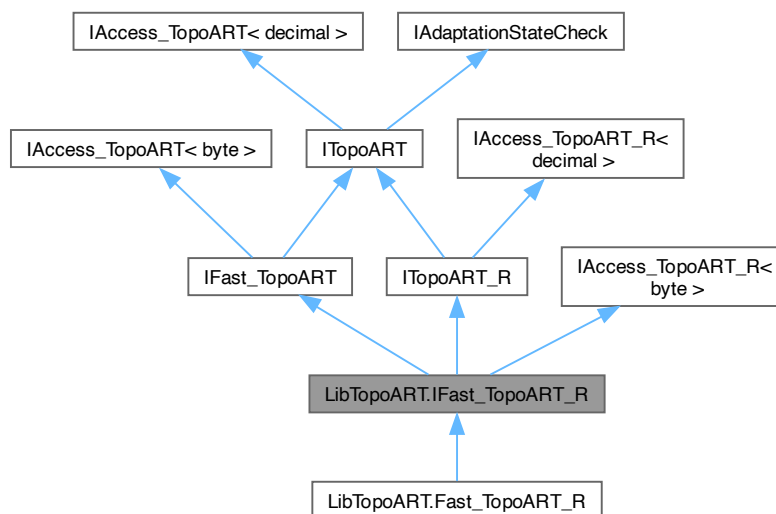 IAccess_TopoART< decimal >
IAdaptationStateCheck
IAccess_TopoART< byte >
ITopoART
IAccess_TopoART_R<
decimal >
IFast_TopoART
ITopoART_R
IAccess_TopoART_R<
byte >
LibTopoART.IFast_TopoART_R
LibTopoART.Fast_TopoART_R